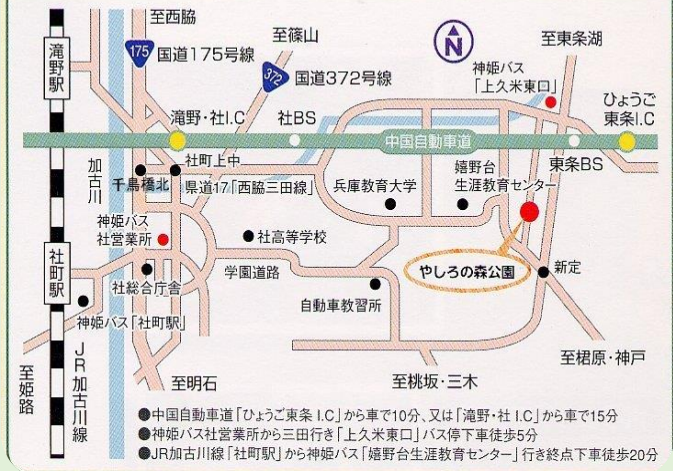 至西脇
175
国道175号線
至篠山
372
国道372号線
N
至東条湖
神姫バス
「上久米東口」
ひょうご
東条I.C
滝野駅
滝野・社I.C
社BS
中国自動車道
東条BS
加古川
社町上中
千鳥橋北
県道17「西脇三田線」
兵庫教育大学
嬉野台
生涯教育センター
神姫バス
社営業所
社高等学校
社町駅
社総合庁舎
学園道路
やしろの森公園
新定
自動車教習所
神姫バス「社町駅」
至姫路
JR加古川線
至明石
至桃坂・三木
至椐原・神戸
●中国自動車道「ひょうご東条 I.C」から車で10分、又は「滝野・社 I.C」から車で15分
●神姫バス社営業所から三田行き「上久米東口」バス停下車徒歩5分
●JR加古川線「社町駅」から神姫バス「嬉野台生涯教育センター」行き終点下車徒歩20分